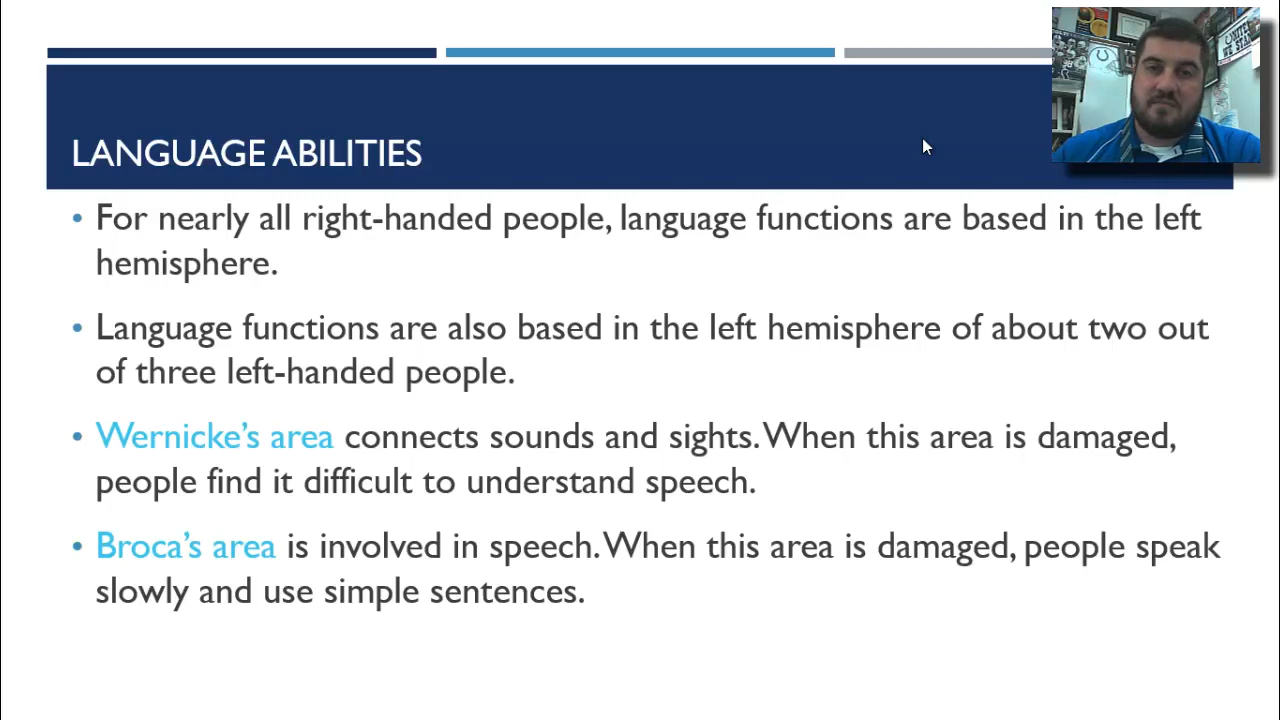 LANGUAGE ABILITIES
• For nearly all right-handed people, language functions are based in the left
hemisphere.
• Language functions are also based in the left hemisphere of about two out
of three left-handed people.
• Wernicke's area connects sounds and sights. When this area is damaged,
people find it difficult to understand speech.
• Broca's area is involved in speech. When this area is damaged, people speak
slowly and use simple sentences.
WE STAN